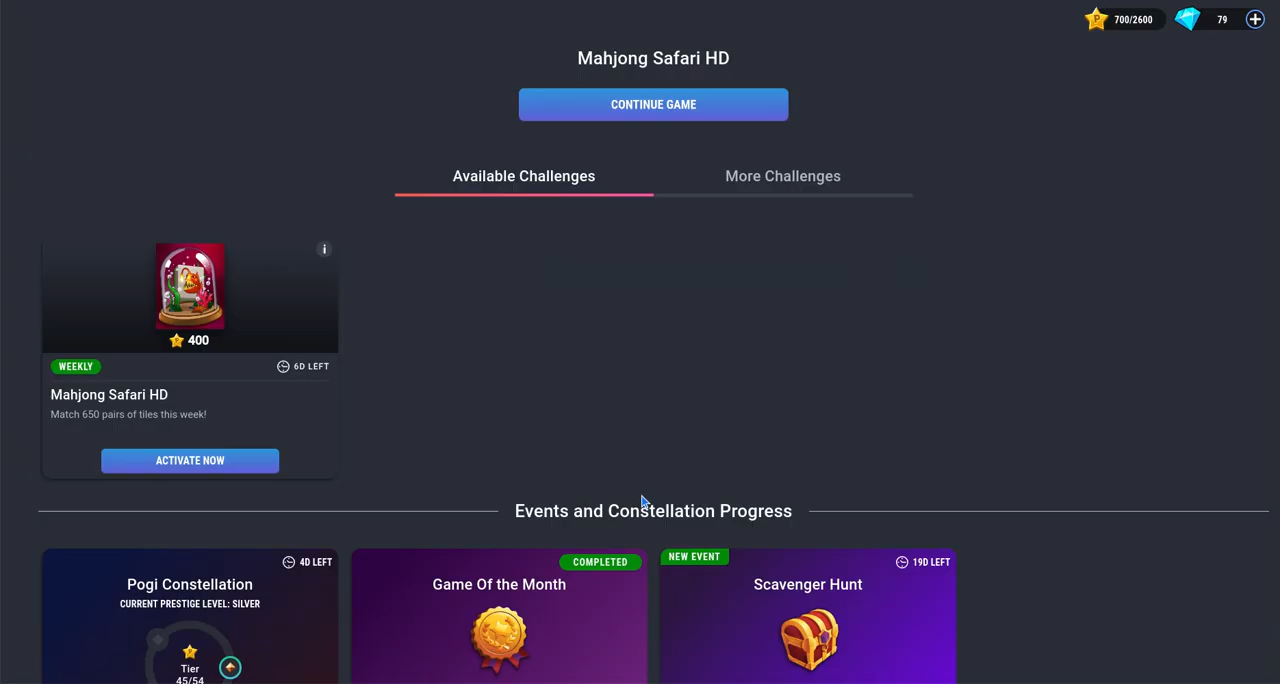 700/2600
79
Mahjong Safari HD
CONTINUE GAME
Available Challenges
More Challenges
i
400
WEEKLY
6D LEFT
Mahjong Safari HD
Match 650 pairs of tiles this week!
ACTIVATE NOW
Events and Constellation Progress
4D LEFT
Pogi Constellation
CURRENT PRESTIGE LEVEL: SILVER
Tier
45/54
COMPLETED
Game Of the Month
NEW EVENT
19D LEFT
Scavenger Hunt